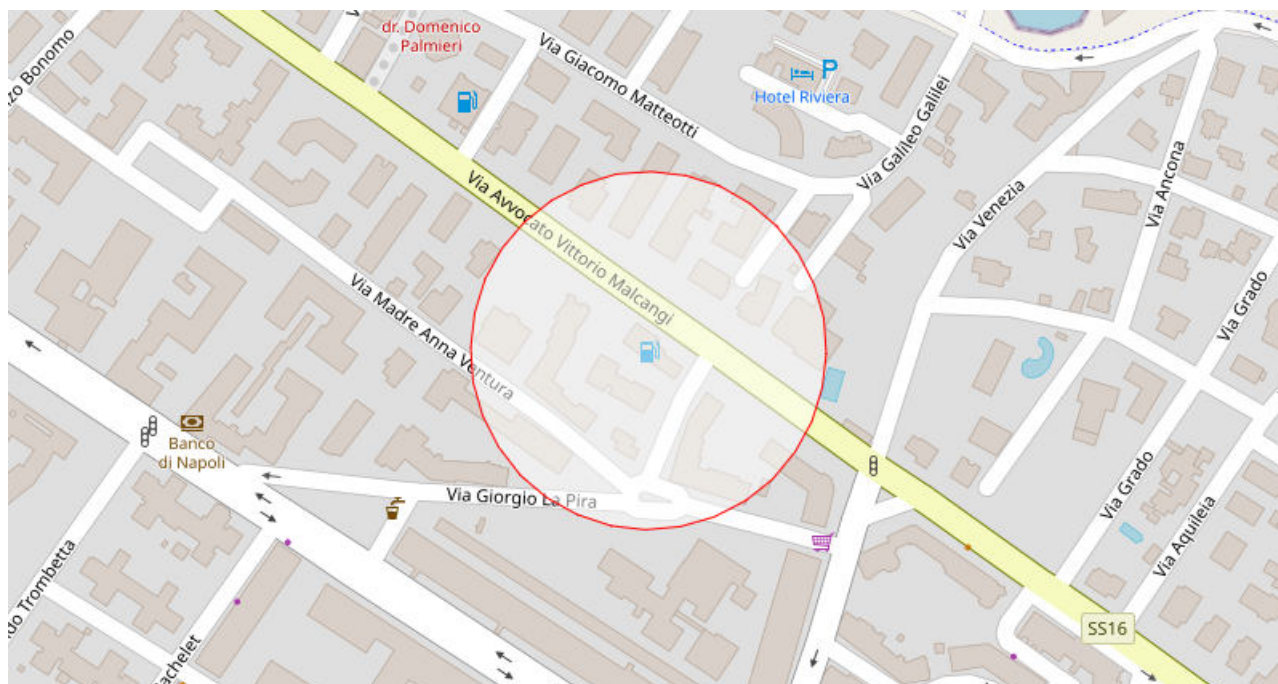 dr. Domenico
Palmieri
zo Bonomo
Via Giacomo Matteotti
P
Hotel Riviera
Via Galileo Galilei
Via Avvocato Vittorio Malcangi
Via Venezia
Via Ancona
Via Grado
Via Madre Anna Ventura
Banco
di Napoli
Via Giorgio La Pira
Via Grado
Via Aquileia
do Trombetta
achelet
SS16